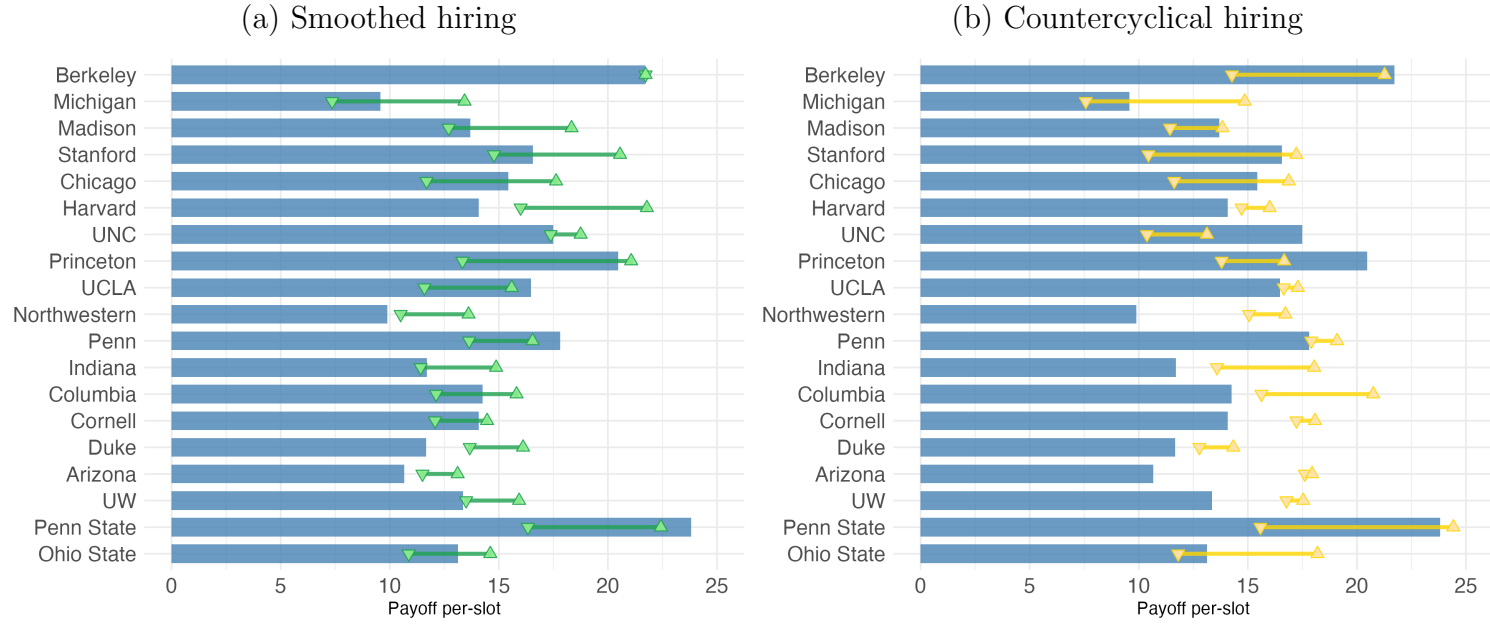 (a) Smoothed hiring
Berkeley
Michigan
Madison
Stanford
Chicago
Harvard
UNC
Princeton
UCLA
Northwestern
Penn
Indiana
Columbia
Cornell
Duke
Arizona
UW
Penn State
Ohio State
0 5 10 15 20 25
Payoff per-slot
(b) Countercyclical hiring
Berkeley
Michigan
Madison
Stanford
Chicago
Harvard
UNC
Princeton
UCLA
Northwestern
Penn
Indiana
Columbia
Cornell
Duke
Arizona
UW
Penn State
Ohio State
0 5 10 15 20 25
Payoff per-slot